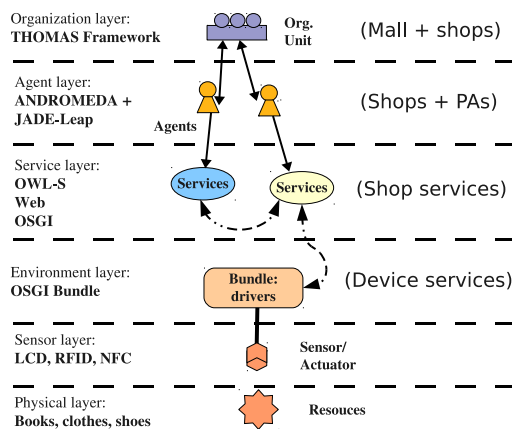 Organization layer:
THOMAS Framework
Org.
Unit
(Mall + shops)
Agent layer:
ANDROMEDA +
JADE-Leap
Agents
(Shops + PAs)
Service layer:
OWL-S
Web
OSGI
Services
Services
(Shop services)
Environment layer:
OSGI Bundle
Bundle:
drivers
(Device services)
Sensor layer:
LCD, RFID, NFC
Sensor/
Actuator
Physical layer:
Books, clothes, shoes
Resouces